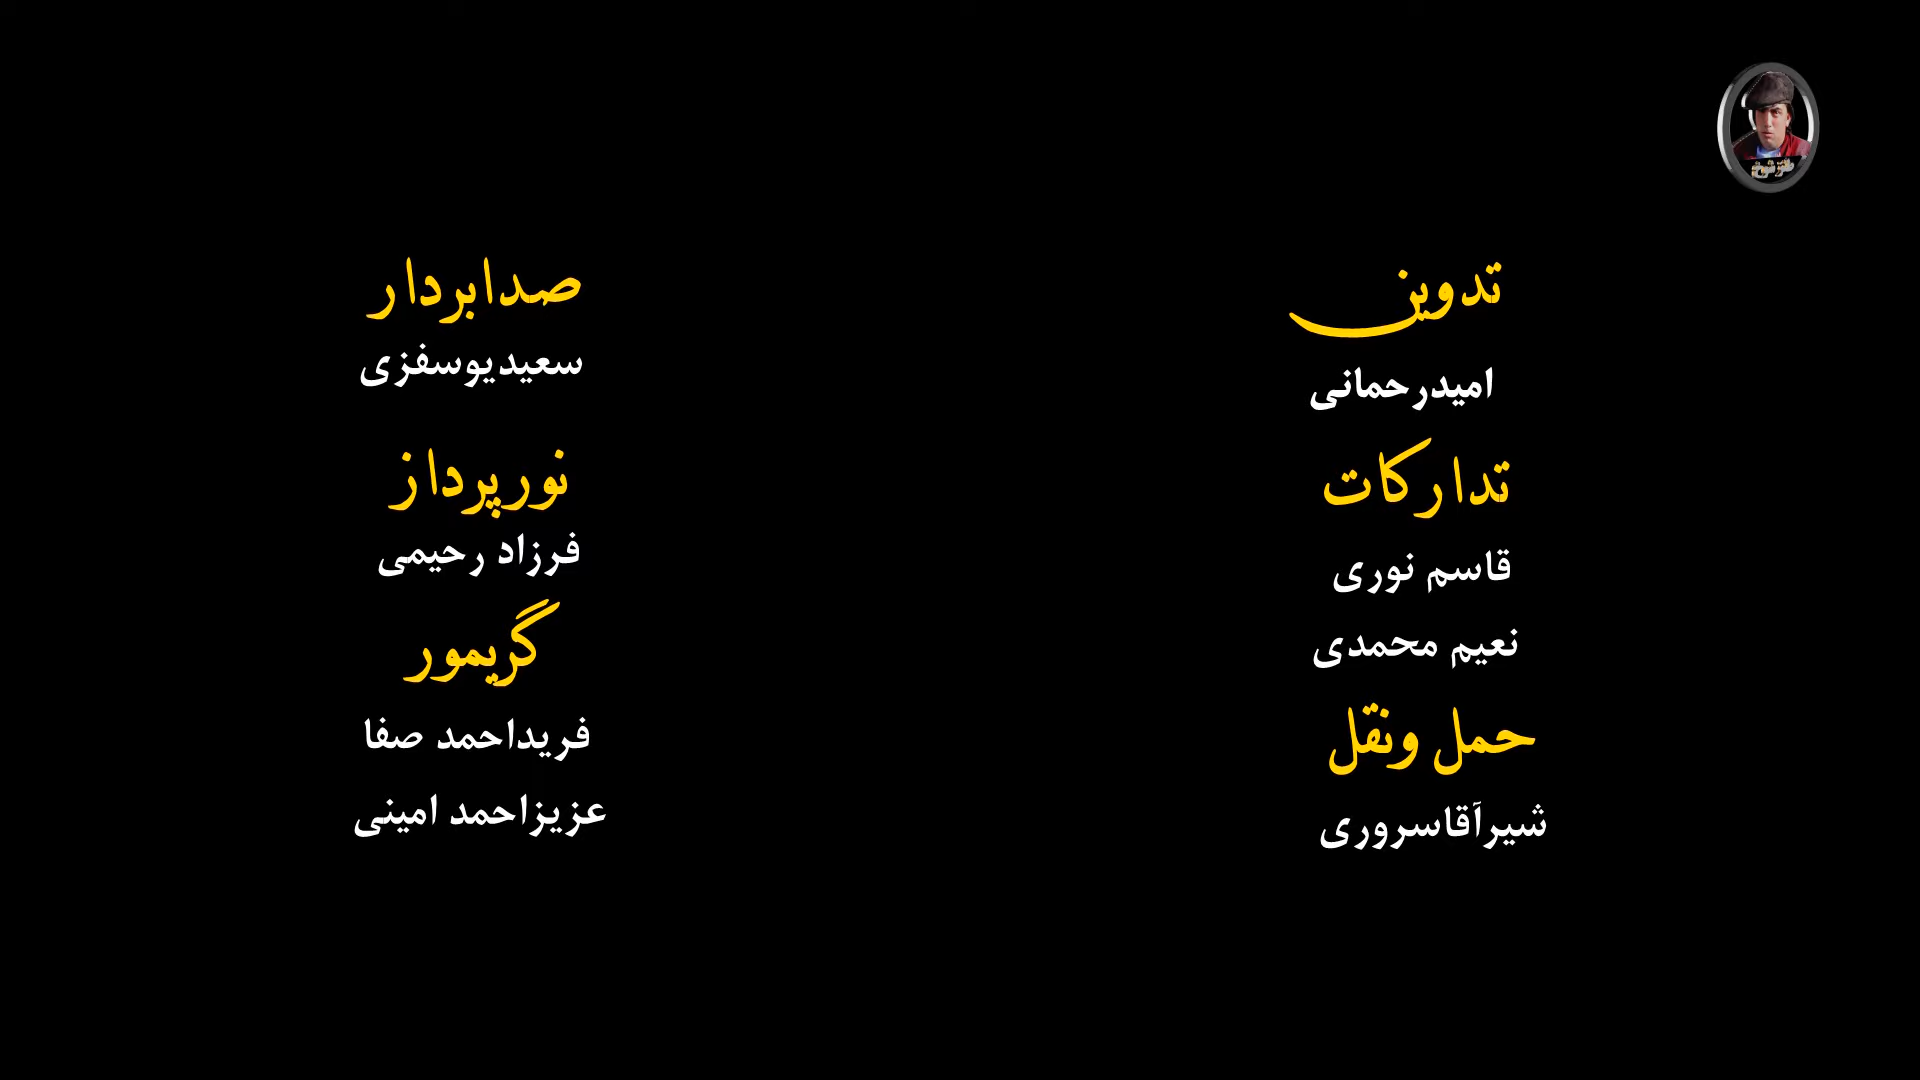 تدوین
امیدرحمانی
تدارکات
قاسم نوری
نعیم محمدی
حمل ونقل
شیرآقاسروری
صدابردار
سعیدیوسفزی
نورپرداز
فرزاد رحیمی
گریمور
فریداحمد صفا
عزیزاحمد امینی